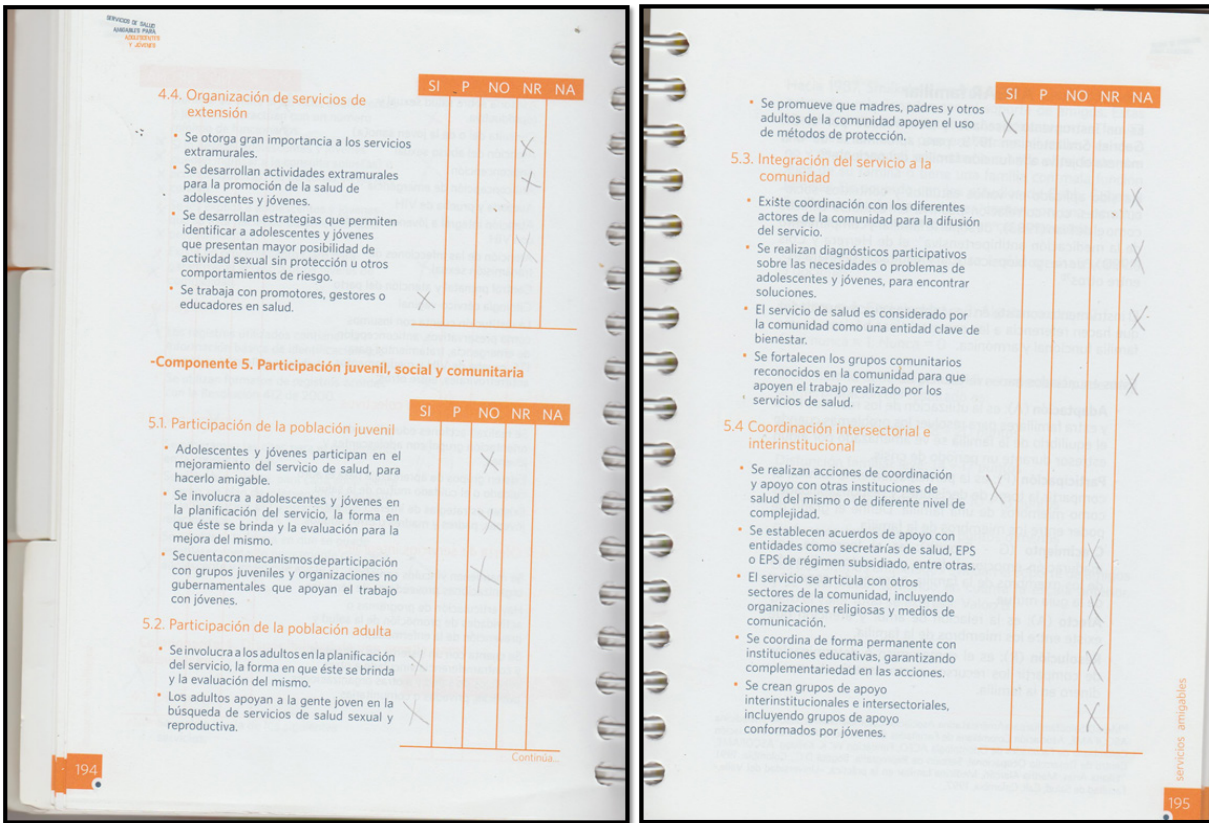 SERVICIOS DE SALUD
AMIGABLES PARA
ADOLESCENTES
Y JÓVENES
SI P NO NR NA
4.4. Organización de servicios de
extensión
• Se otorga gran importancia a los servicios
extramurales.
X
• Se desarrollan actividades extramurales
para la promoción de la salud de
adolescentes y jóvenes.
X
• Se desarrollan estrategias que permiten
identificar a adolescentes y jóvenes
que presentan mayor posibilidad de
actividad sexual sin protección u otros
comportamientos de riesgo.
X
• Se trabaja con promotores, gestores o
educadores en salud.
X
-Componente 5. Participación juvenil, social y comunitaria
SI P NO NR NA
5.1. Participación de la población juvenil
• Adolescentes y jóvenes participan en el
mejoramiento del servicio de salud, para
hacerlo amigable.
X
• Se involucra a adolescentes y jóvenes en
la planificación del servicio, la forma en
que éste se brinda y la evaluación para la
mejora del mismo.
X
• Se cuenta con mecanismos de participación
con grupos juveniles y organizaciones no
gubernamentales que apoyan el trabajo
con jóvenes.
X
5.2. Participación de la población adulta
• Se involucra a los adultos en la planificación
del servicio, la forma en que éste se brinda
y la evaluación del mismo.
X
• Los adultos apoyan a la gente joven en la
búsqueda de servicios de salud sexual y
reproductiva.
X
Continúa...
194
SI P NO NR NA
• Se promueve que madres, padres y otros
adultos de la comunidad apoyen el uso
de métodos de protección.
X
5.3. Integración del servicio a la
comunidad
• Existe coordinación con los diferentes
actores de la comunidad para la difusión
del servicio.
X
• Se realizan diagnósticos participativos
sobre las necesidades o problemas de
adolescentes y jóvenes, para encontrar
soluciones.
X
• El servicio de salud es considerado por
la comunidad como una entidad clave de
bienestar.
X
• Se fortalecen los grupos comunitarios
reconocidos en la comunidad para que
apoyen el trabajo realizado por los
servicios de salud.
X
5.4 Coordinación intersectorial e
interinstitucional
• Se realizan acciones de coordinación
y apoyo con otras instituciones de
salud del mismo o de diferente nivel de
complejidad.
X
• Se establecen acuerdos de apoyo con
entidades como secretarías de salud, EPS
o EPS de régimen subsidiado, entre otras.
X
• El servicio se articula con otros
sectores de la comunidad, incluyendo
organizaciones religiosas y medios de
comunicación.
X
• Se coordina de forma permanente con
instituciones educativas, garantizando
complementariedad en las acciones.
X
• Se crean grupos de apoyo
interinstitucionales e intersectoriales,
incluyendo grupos de apoyo
conformados por jóvenes.
X
servicios amigables
195